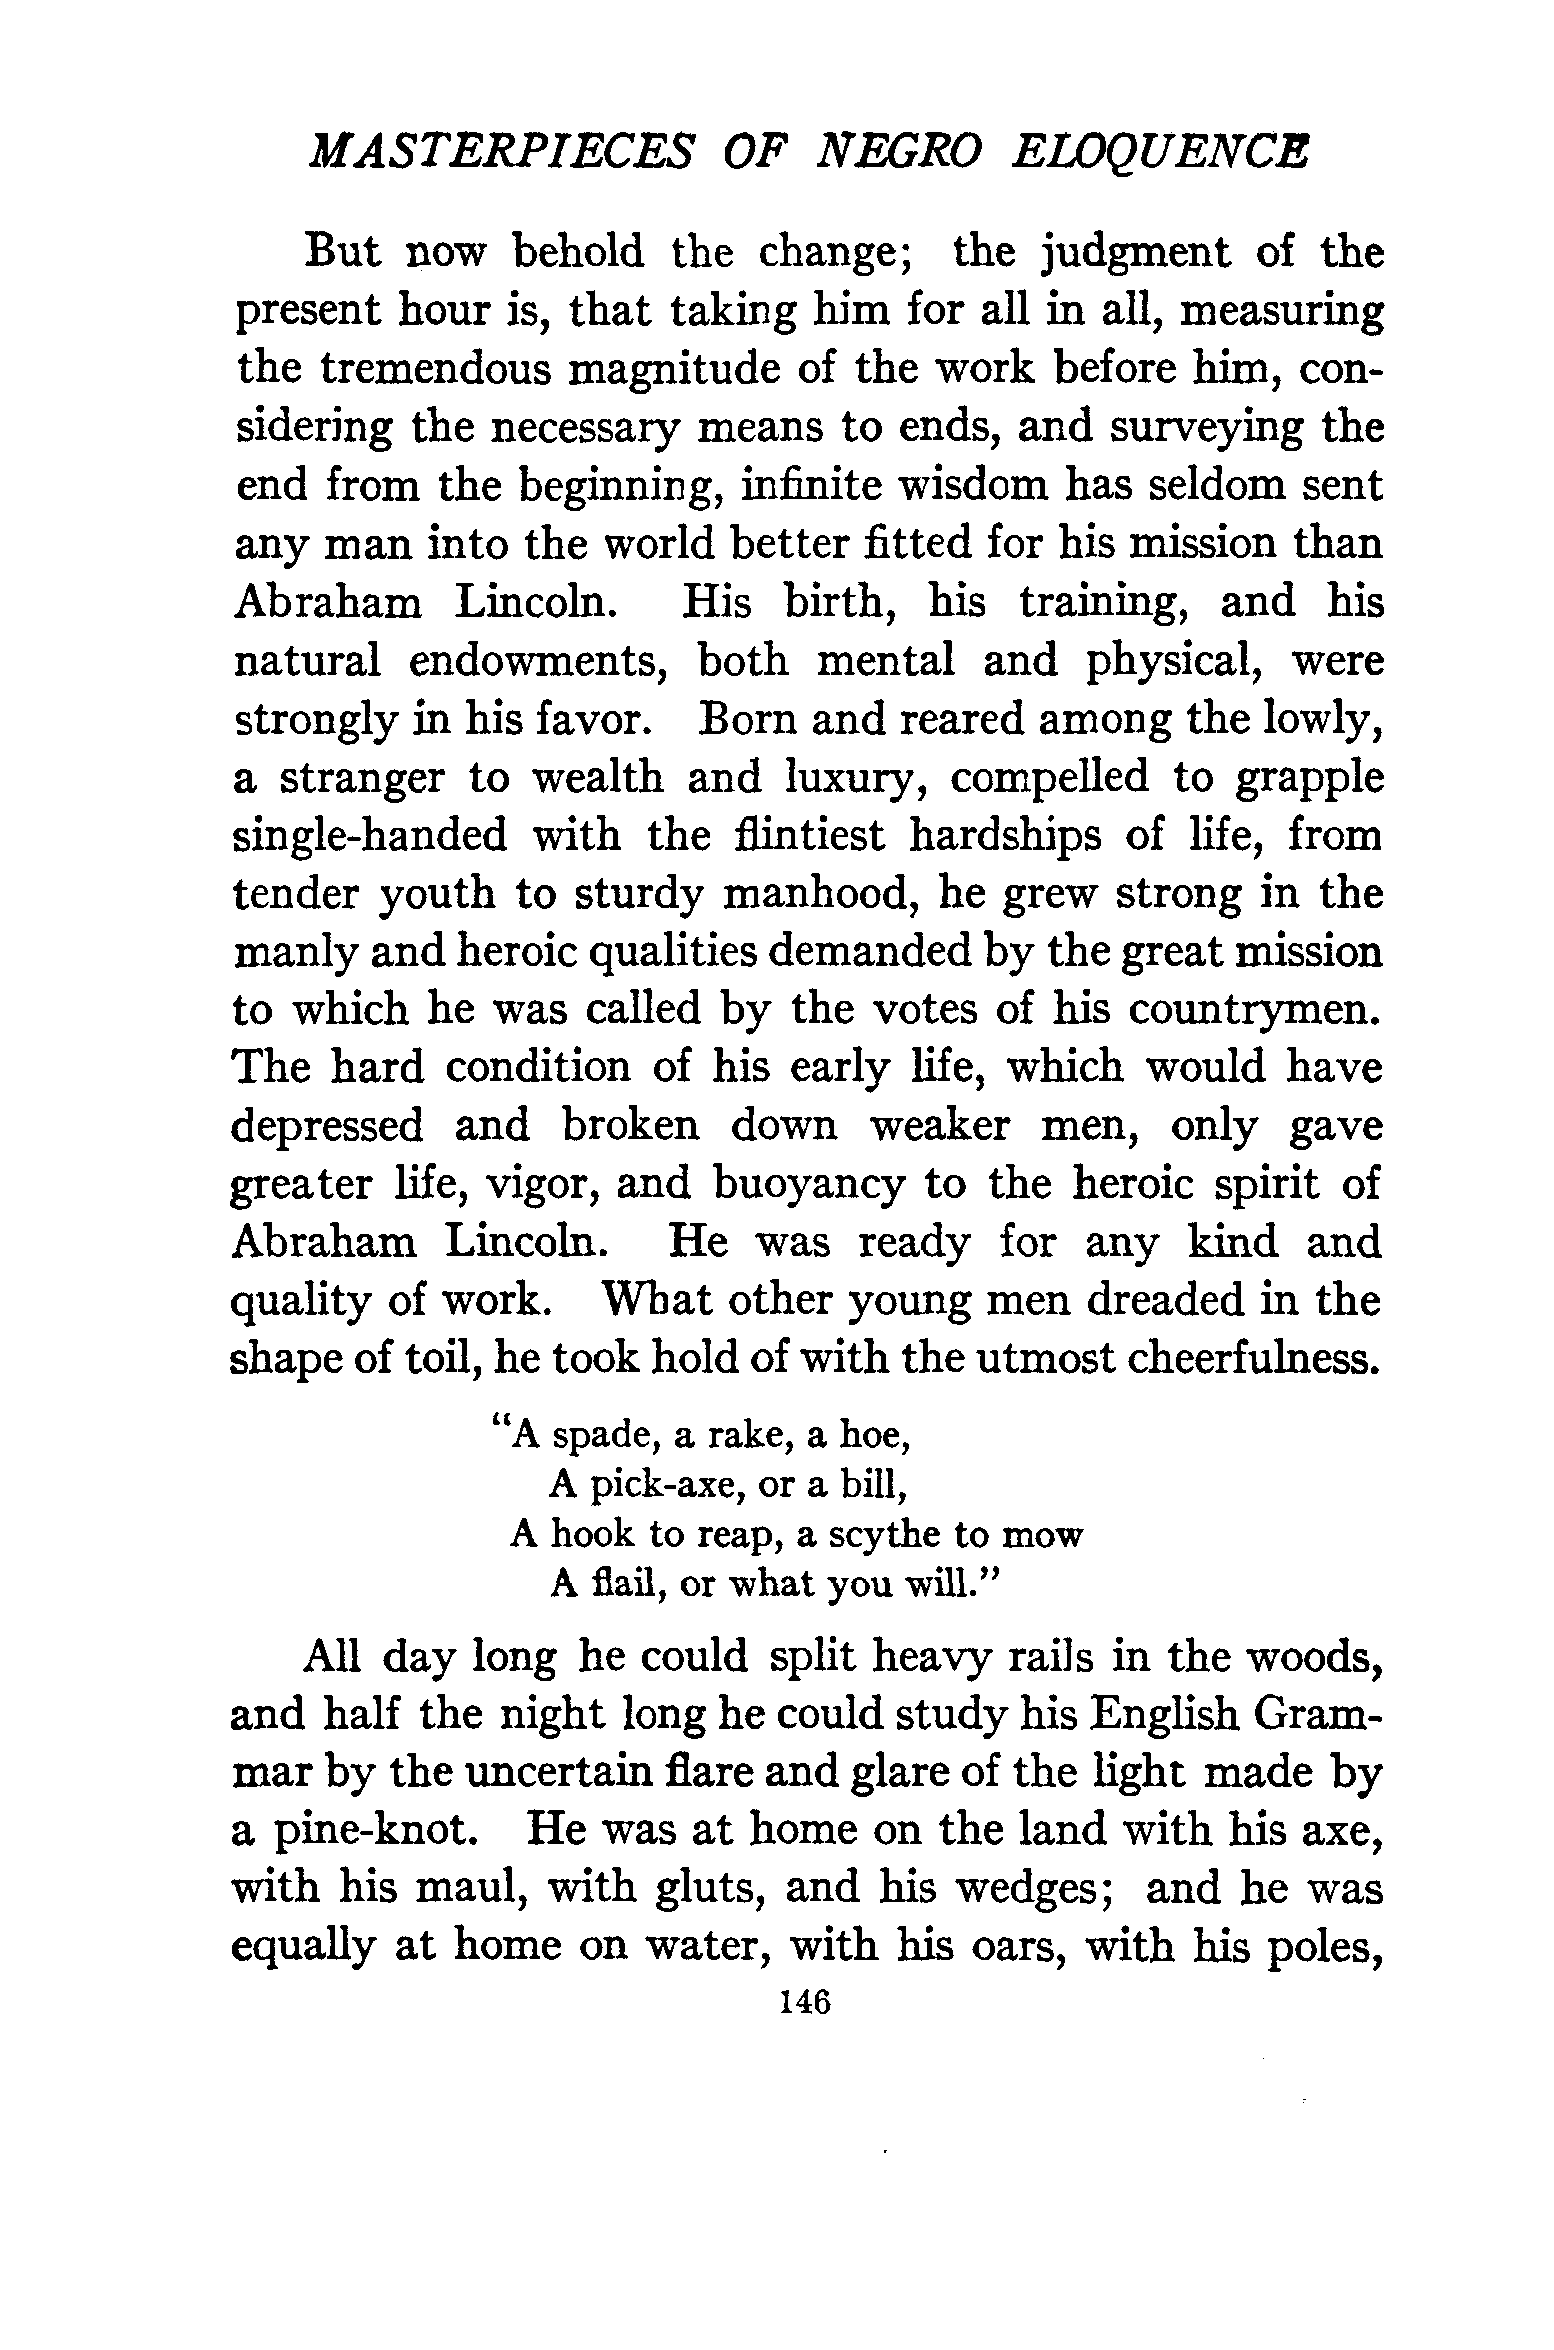 MASTERPIECES OF NEGRO ELOQUENCE
But now behold the change; the judgment of the
present hour is, that taking him for all in all, measuring
the tremendous magnitude of the work before him, con-
sidering the necessary means to ends, and surveying the
end from the beginning, infinite wisdom has seldom sent
any man into the world better fitted for his mission than
Abraham Lincoln. His birth, his training, and his
natural endowments, both mental and physical, were
strongly in his favor. Born and reared among the lowly,
a stranger to wealth and luxury, compelled to grapple
single-handed with the flintiest hardships of life, from
tender youth to sturdy manhood, he grew strong in the
manly and heroic qualities demanded by the great mission
to which he was called by the votes of his countrymen.
The hard condition of his early life, which would have
depressed and broken down weaker men, only gave
greater life, vigor, and buoyancy to the heroic spirit of
Abraham Lincoln. He was ready for any kind and
quality of work. What other young men dreaded in the
shape of toil, he took hold of with the utmost cheerfulness.
"A spade, a rake, a hoe,
A pick-axe, or a bill,
A hook to reap, a scythe to mow
A flail, or what you will."
All day long he could split heavy rails in the woods,
and half the night long he could study his English Gram-
mar by the uncertain flare and glare of the light made by
a pine-knot. He was at home on the land with his axe,
with his maul, with gluts, and his wedges; and he was
equally at home on water, with his oars, with his poles,
146